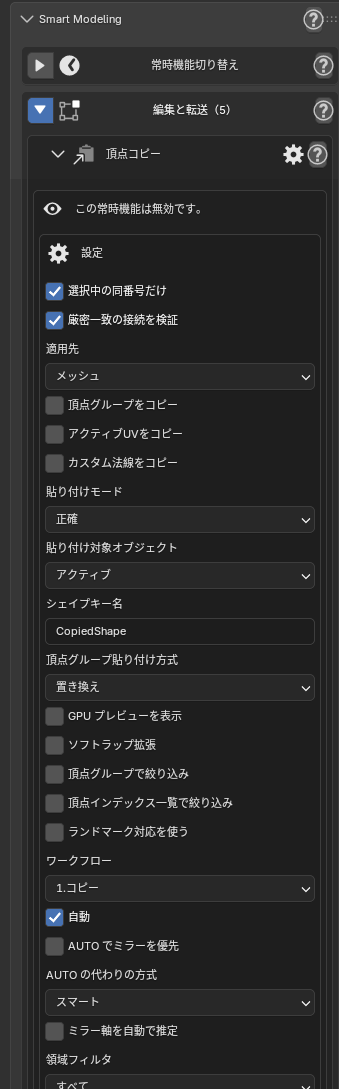 Smart Modeling
常時機能切り替え
編集と転送（5）
頂点コピー
この常時機能は無効です。
設定
選択中の同番号だけ
厳密一致の接続を検証
適用先
メッシュ
頂点グループをコピー
アクティブUVをコピー
カスタム法線をコピー
貼り付けモード
正確
貼り付け対象オブジェクト
アクティブ
シェイプキー名
CopiedShape
頂点グループ貼り付け方式
置き換え
GPU プレビューを表示
ソフトラップ拡張
頂点グループで絞り込み
頂点インデックス一覧で絞り込み
ランドマーク対応を使う
ワークフロー
1.コピー
自動
AUTO でミラーを優先
AUTO の代わりの方式
スマート
ミラー軸を自動で推定
領域フィルタ
すべて